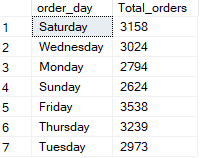 order_day Total_orders
1 Saturday 3158
2 Wednesday 3024
3 Monday 2794
4 Sunday 2624
5 Friday 3538
6 Thursday 3239
7 Tuesday 2973